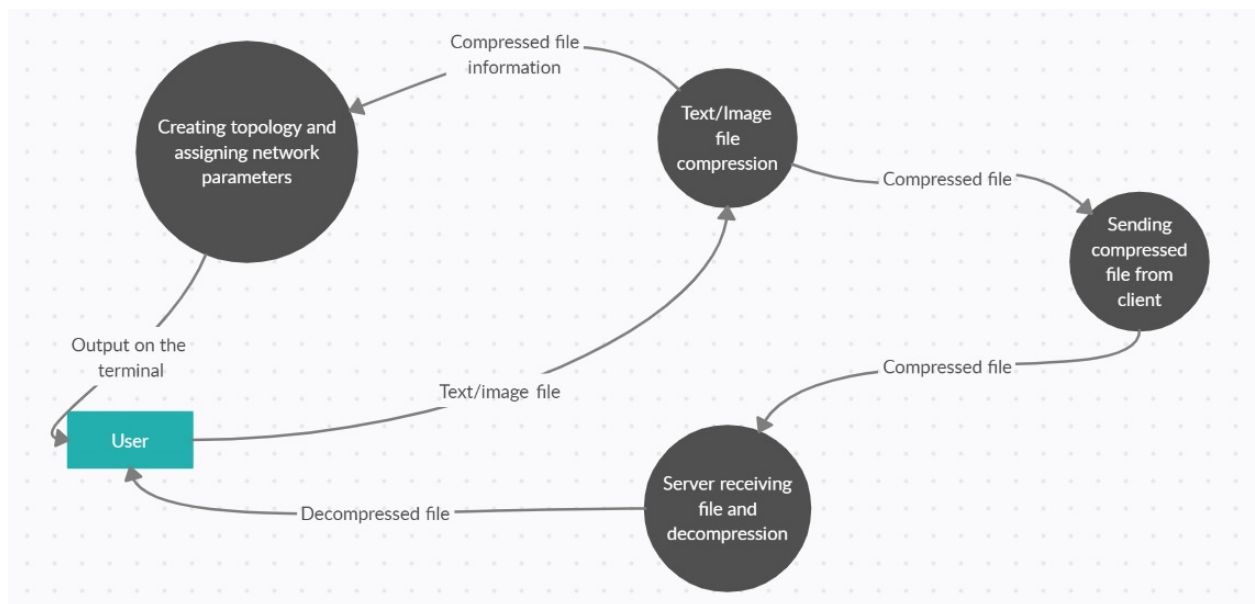 Compressed file
information
Creating topology and
assigning network
parameters
Text/Image
file
compression
Compressed file
Sending
compressed
file from
client
Output on the
terminal
Compressed file
Text/image file
User
Server receiving
file and
decompression
Decompressed file